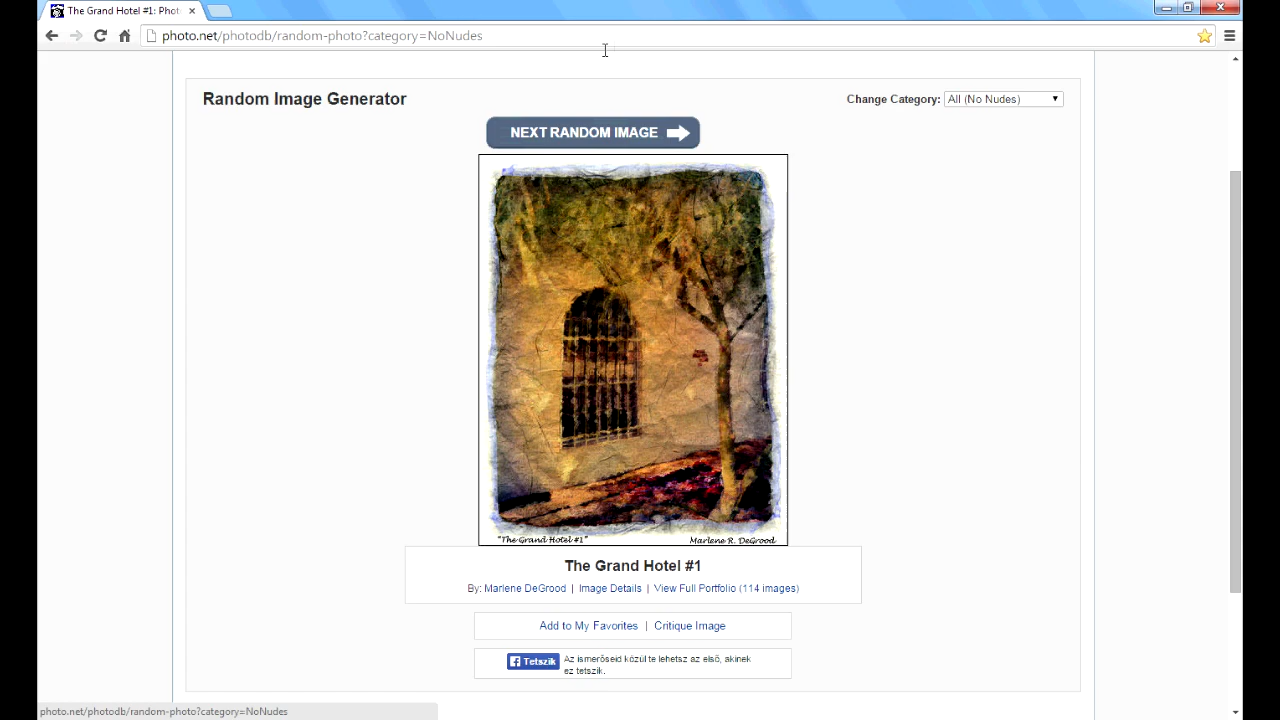 The Grand Hotel #1: Phot
photo.net/photodb/random-photo?category=NoNudes
Random Image Generator
Change Category: All (No Nudes)
NEXT RANDOM IMAGE
"The Grand Hotel #1"
Marlene R. DeGrood
The Grand Hotel #1
By: Marlene DeGrood | Image Details | View Full Portfolio (114 images)
Add to My Favorites | Critique Image
Tetszik
Az ismerőseid közül te lehetsz az első, akinek
ez tetszik.
photo.net/photodb/random-photo?category=NoNudes